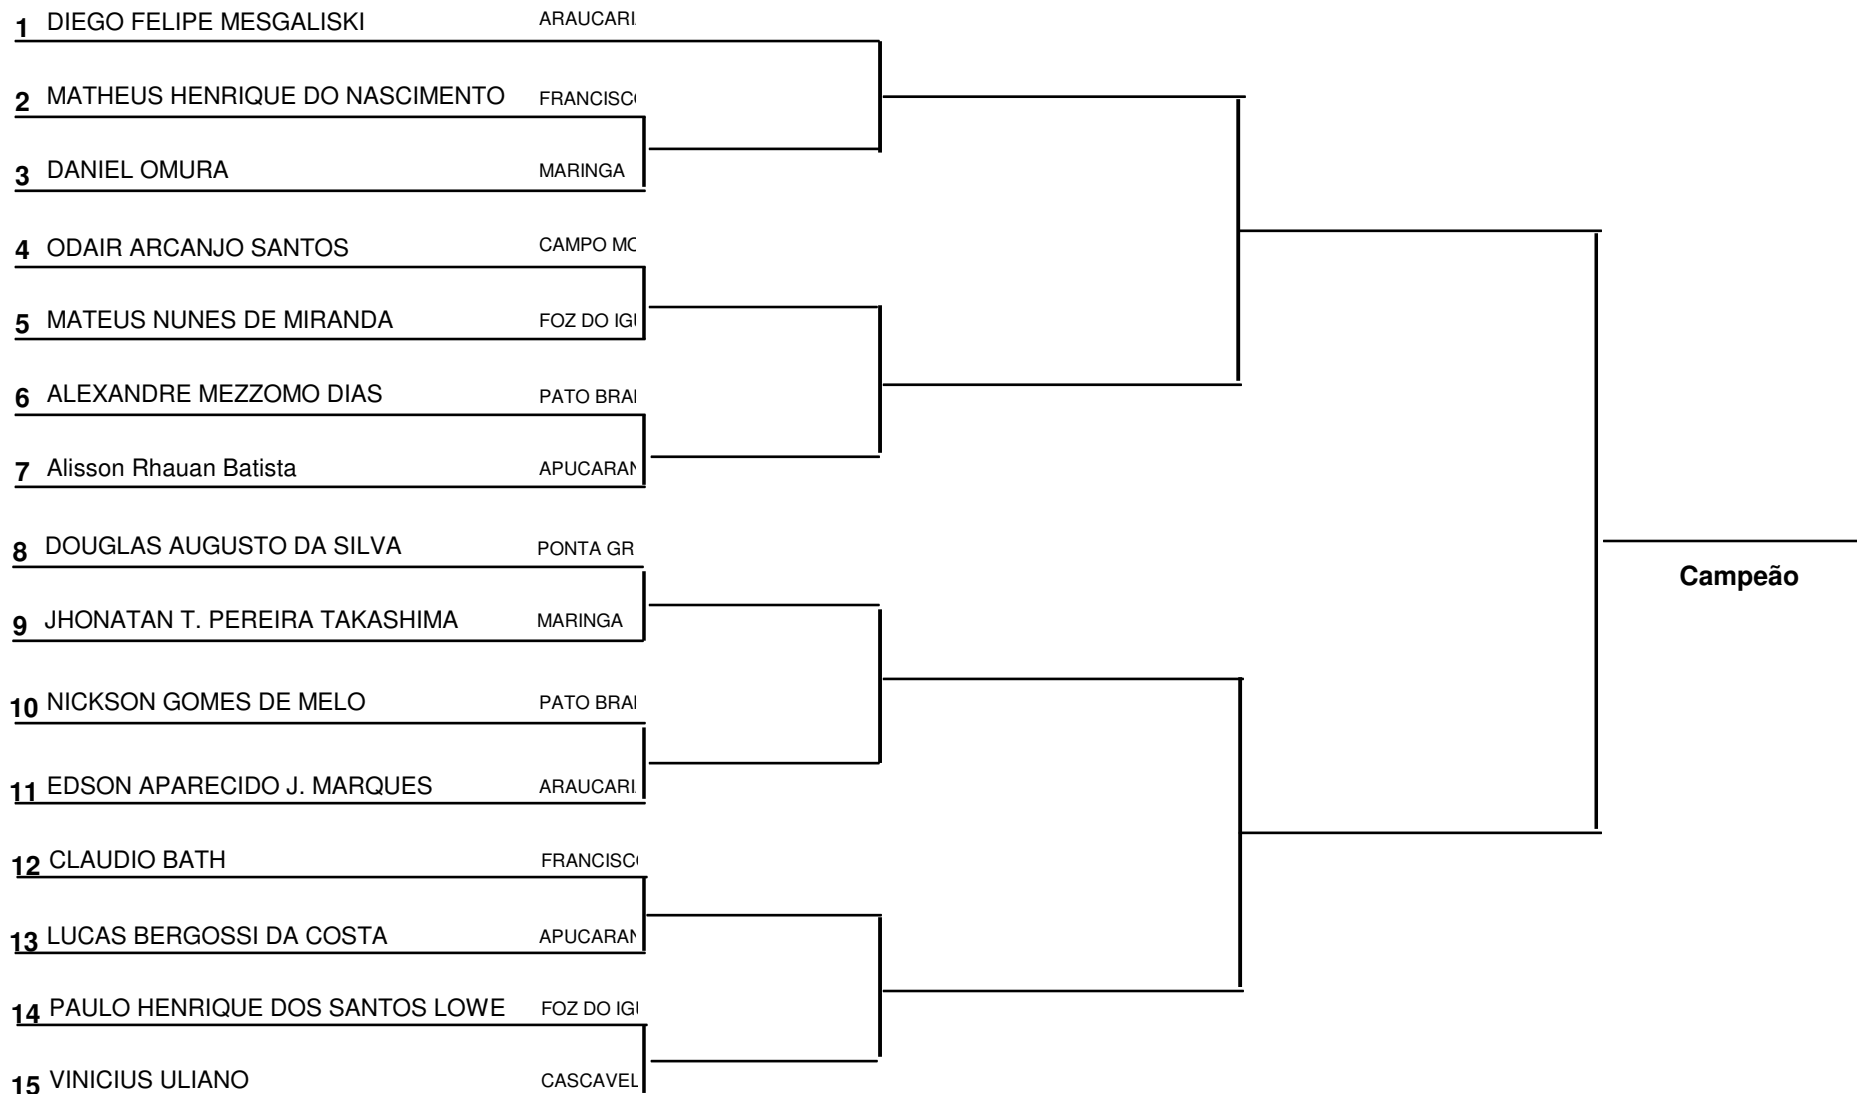 1 DIEGO FELIPE MESGALISKI ARAUCARI
2 MATHEUS HENRIQUE DO NASCIMENTO FRANCISC
3 DANIEL OMURA MARINGA
4 ODAIR ARCANJO SANTOS CAMPO MO
5 MATEUS NUNES DE MIRANDA FOZ DO IG
6 ALEXANDRE MEZZOMO DIAS PATO BRA
7 Alisson Rhauan Batista APUCARAN
8 DOUGLAS AUGUSTO DA SILVA PONTA GR
Campeão
9 JHONATAN T. PEREIRA TAKASHIMA MARINGA
10 NICKSON GOMES DE MELO PATO BRA
11 EDSON APARECIDO J. MARQUES ARAUCARI
12 CLAUDIO BATH FRANCISC
13 LUCAS BERGOSSI DA COSTA APUCARAN
14 PAULO HENRIQUE DOS SANTOS LOWE FOZ DO IG
15 VINICIUS ULIANO CASCAVEL